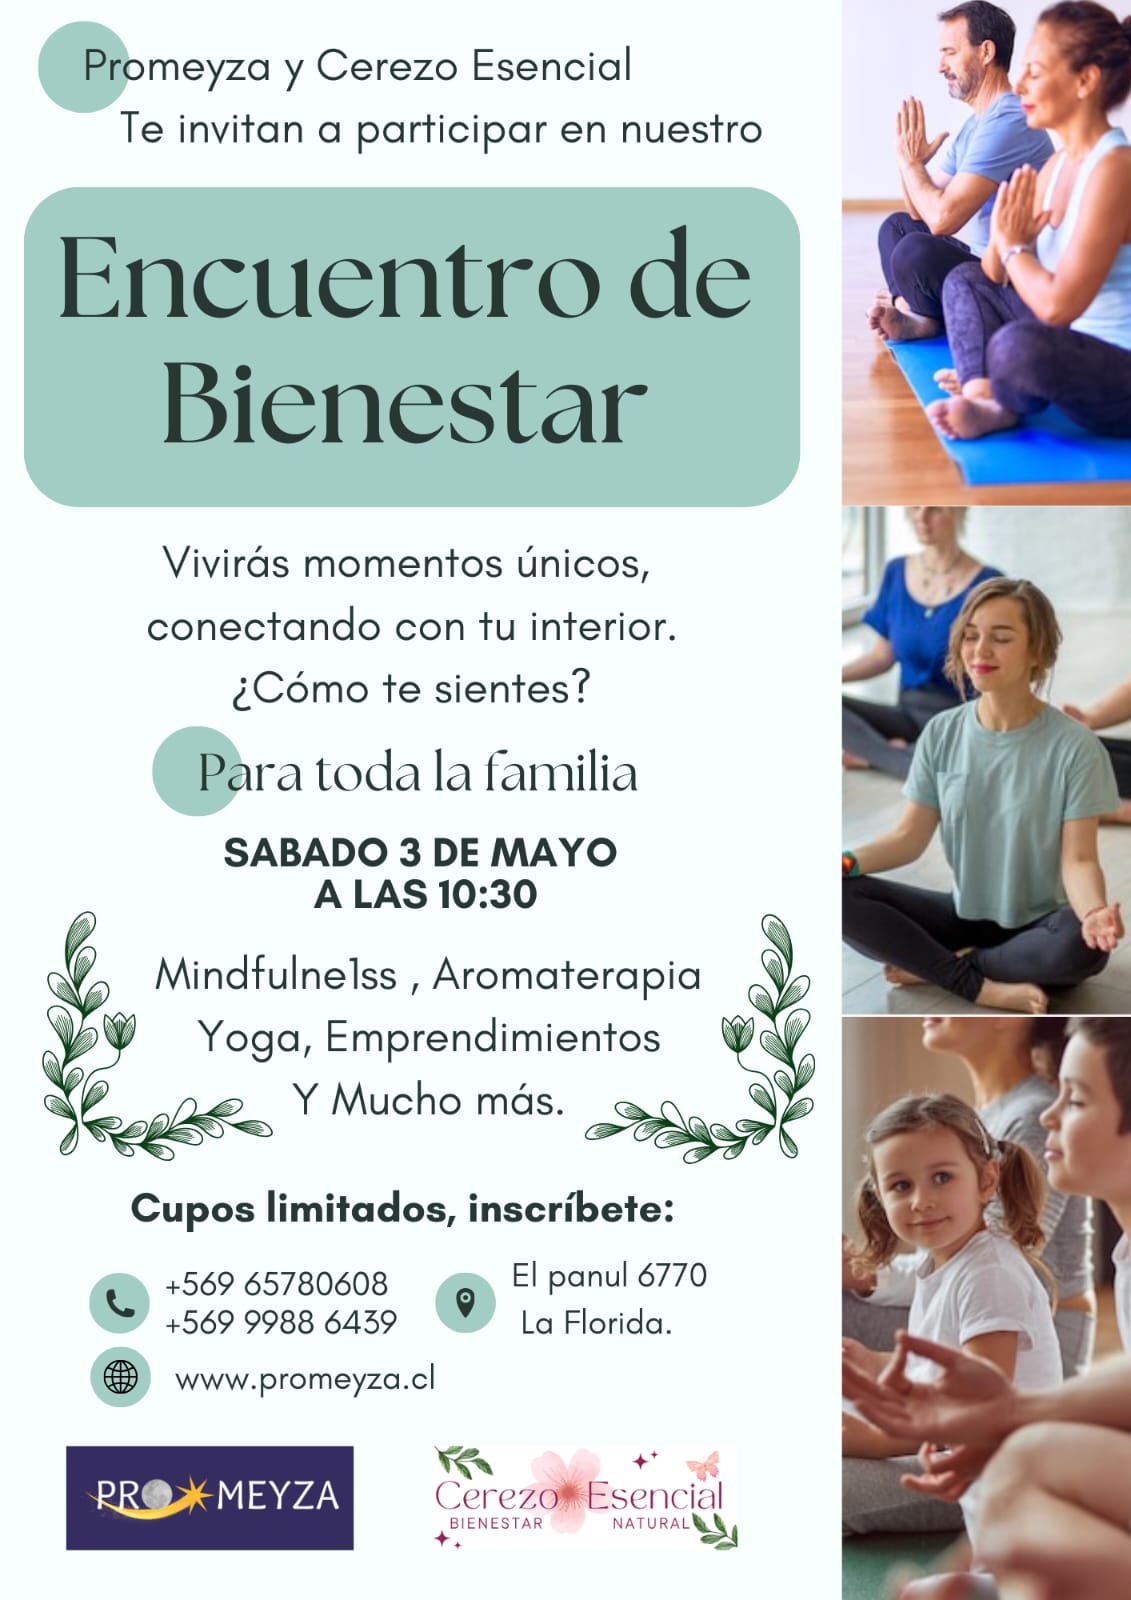 Promeyza y Cerezo Esencial
Te invitan a participar en nuestro
Encuentro de
Bienestar
Vivirás momentos únicos,
conectando con tu interior.
¿Cómo te sientes?
Para toda la familia
SABADO 3 DE MAYO
A LAS 10:30
Mindfulne1ss , Aromaterapia
Yoga, Emprendimientos
Y Mucho más.
Cupos limitados, inscríbete:
+569 65780608
+569 9988 6439
El panul 6770
La Florida.
www.promeyza.cl
PROMEYZA
Cerezo Esencial
BIENESTAR NATURAL